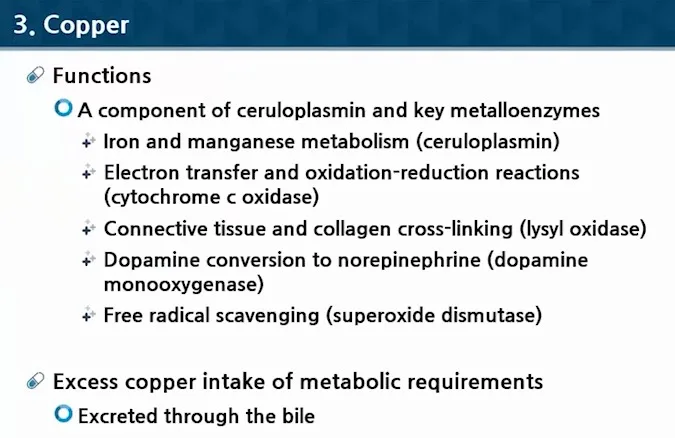 3. Copper
Functions
A component of ceruloplasmin and key metalloenzymes
Iron and manganese metabolism (ceruloplasmin)
Electron transfer and oxidation-reduction reactions
(cytochrome c oxidase)
Connective tissue and collagen cross-linking (lysyl oxidase)
Dopamine conversion to norepinephrine (dopamine
monooxygenase)
Free radical scavenging (superoxide dismutase)
Excess copper intake of metabolic requirements
Excreted through the bile